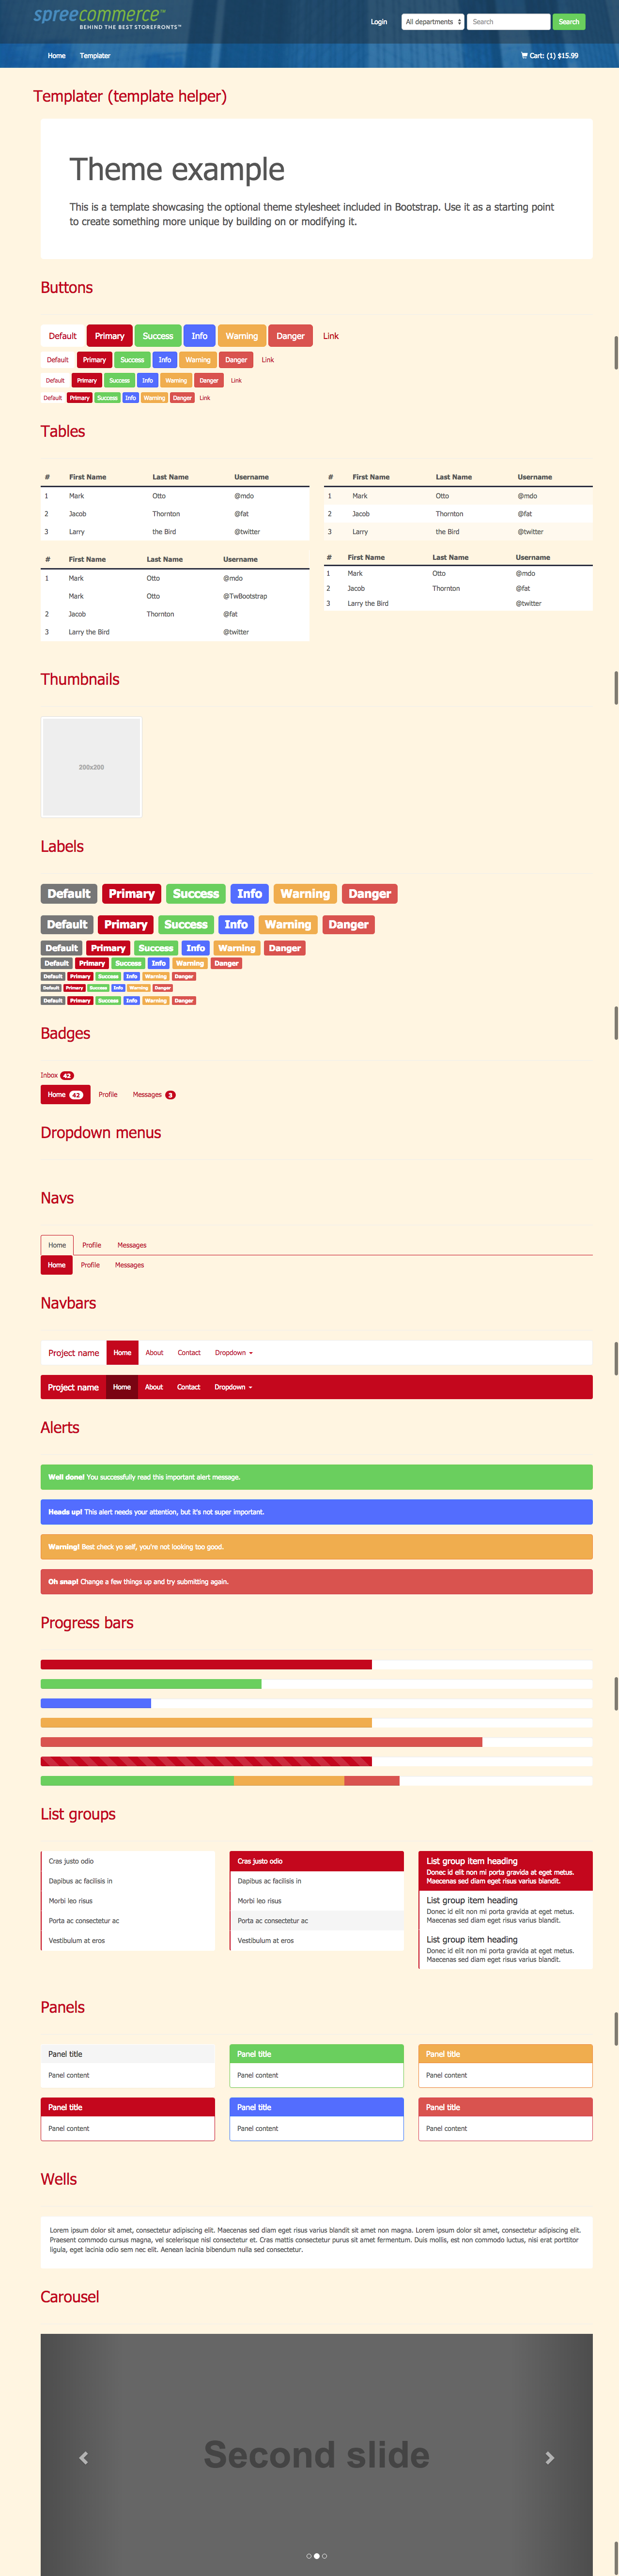 spreecommerce™
BEHIND THE BEST STOREFRONTS™
Login All departments Search Search
Home Templater Cart: (1) $15.99
Templater (template helper)
Theme example
This is a template showcasing the optional theme stylesheet included in Bootstrap. Use it as a starting point
to create something more unique by building on or modifying it.
Buttons
Default Primary Success Info Warning Danger Link
Default Primary Success Info Warning Danger Link
Default Primary Success Info Warning Danger Link
Default Primary Success Info Warning Danger Link
Tables
# First Name Last Name Username
1 Mark Otto @mdo
2 Jacob Thornton @fat
3 Larry the Bird @twitter
# First Name Last Name Username
1 Mark Otto @mdo
2 Jacob Thornton @fat
3 Larry the Bird @twitter
# First Name Last Name Username
1 Mark Otto @mdo
Mark Otto @TwBootstrap
2 Jacob Thornton @fat
3 Larry the Bird @twitter
# First Name Last Name Username
1 Mark Otto @mdo
2 Jacob Thornton @fat
3 Larry the Bird @twitter
Thumbnails
200x200
Labels
Default Primary Success Info Warning Danger
Default Primary Success Info Warning Danger
Default Primary Success Info Warning Danger
Default Primary Success Info Warning Danger
Default Primary Success Info Warning Danger
Default Primary Success Info Warning Danger
Default Primary Success Info Warning Danger
Badges
Inbox 42
Home 42 Profile Messages 3
Dropdown menus
Navs
Home Profile Messages
Home Profile Messages
Navbars
Project name Home About Contact Dropdown
Project name Home About Contact Dropdown
Alerts
Well done! You successfully read this important alert message.
Heads up! This alert needs your attention, but it's not super important.
Warning! Best check yo self, you're not looking too good.
Oh snap! Change a few things up and try submitting again.
Progress bars
List groups
Cras justo odio
Dapibus ac facilisis in
Morbi leo risus
Porta ac consectetur ac
Vestibulum at eros
Cras justo odio
Dapibus ac facilisis in
Morbi leo risus
Porta ac consectetur ac
Vestibulum at eros
List group item heading
Donec id elit non mi porta gravida at eget metus.
Maecenas sed diam eget risus varius blandit.
List group item heading
Donec id elit non mi porta gravida at eget metus.
Maecenas sed diam eget risus varius blandit.
List group item heading
Donec id elit non mi porta gravida at eget metus.
Maecenas sed diam eget risus varius blandit.
Panels
Panel title
Panel content
Panel title
Panel content
Panel title
Panel content
Panel title
Panel content
Panel title
Panel content
Panel title
Panel content
Wells
Lorem ipsum dolor sit amet, consectetur adipiscing elit. Maecenas sed diam eget risus varius blandit sit amet non magna. Lorem ipsum dolor sit amet, consectetur adipiscing elit.
Praesent commodo cursus magna, vel scelerisque nisl consectetur et. Cras mattis consectetur purus sit amet fermentum. Duis mollis, est non commodo luctus, nisi erat porttitor
ligula, eget lacinia odio sem nec elit. Aenean lacinia bibendum nulla sed consectetur.
Carousel
Second slide